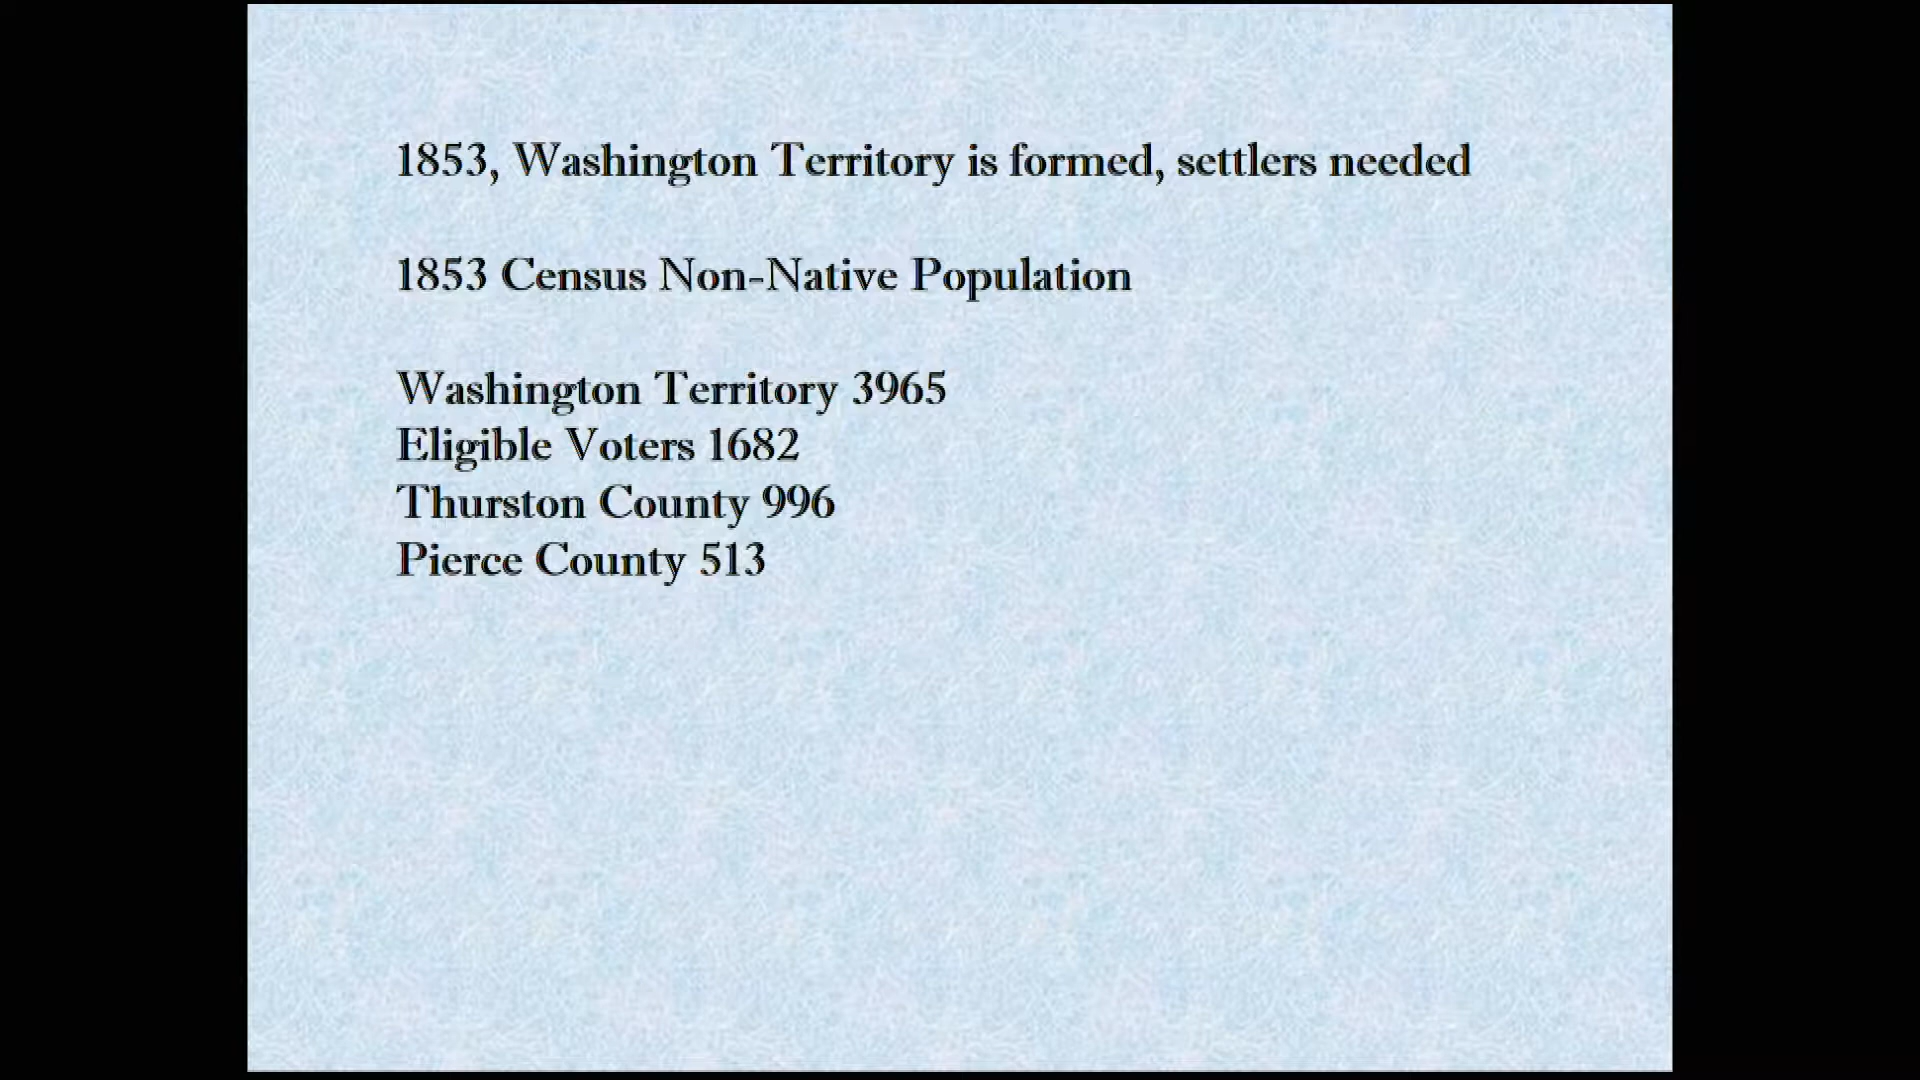 1853, Washington Territory is formed, settlers needed
1853 Census Non-Native Population
Washington Territory 3965
Eligible Voters 1682
Thurston County 996
Pierce County 513